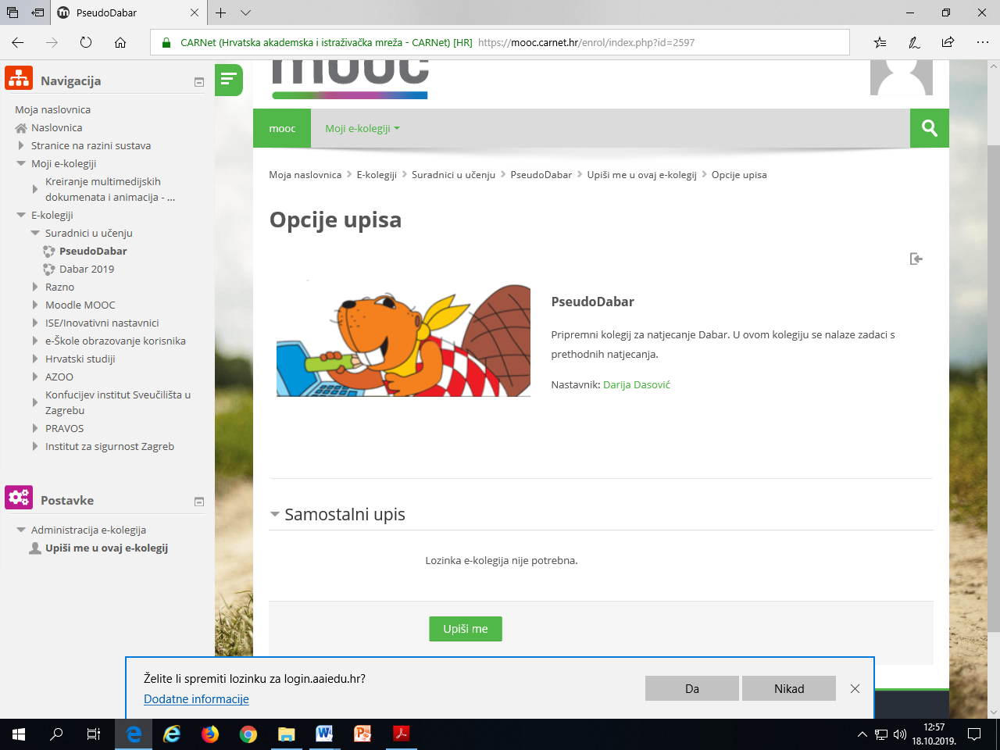 PseudoDabar
CARNet (Hrvatska akademska i istraživačka mreža - CARNet) [HR] https://mooc.carnet.hr/enrol/index.php?id=2597
Navigacija
Moja naslovnica
Naslovnica
Stranice na razini sustava
Moji e-kolegiji
Kreiranje multimedijskih
dokumenata i animacija - ...
E-kolegiji
Suradnici u učenju
PseudoDabar
Dabar 2019
Razno
Moodle MOOC
ISE/Inovativni nastavnici
e-Škole obrazovanje korisnika
Hrvatski studiji
AZOO
Konfucijev institut Sveučilišta u
Zagrebu
PRAVOS
Institut za sigurnost Zagreb
Postavke
Administracija e-kolegija
Upiši me u ovaj e-kolegij
mooc
mooc Moji e-kolegiji
Moja naslovnica E-kolegiji Suradnici u učenju PseudoDabar Upiši me u ovaj e-kolegij Opcije upisa
Opcije upisa
PseudoDabar
Pripremni kolegij za natjecanje Dabar. U ovom kolegiju se nalaze zadaci s
prethodnih natjecanja.
Nastavnik: Darija Dasović
Samostalni upis
Lozinka e-kolegija nije potrebna.
Upiši me
Želite li spremiti lozinku za login.aaiedu.hr?
Dodatne informacije
Da Nikad
12:57
18.10.2019.